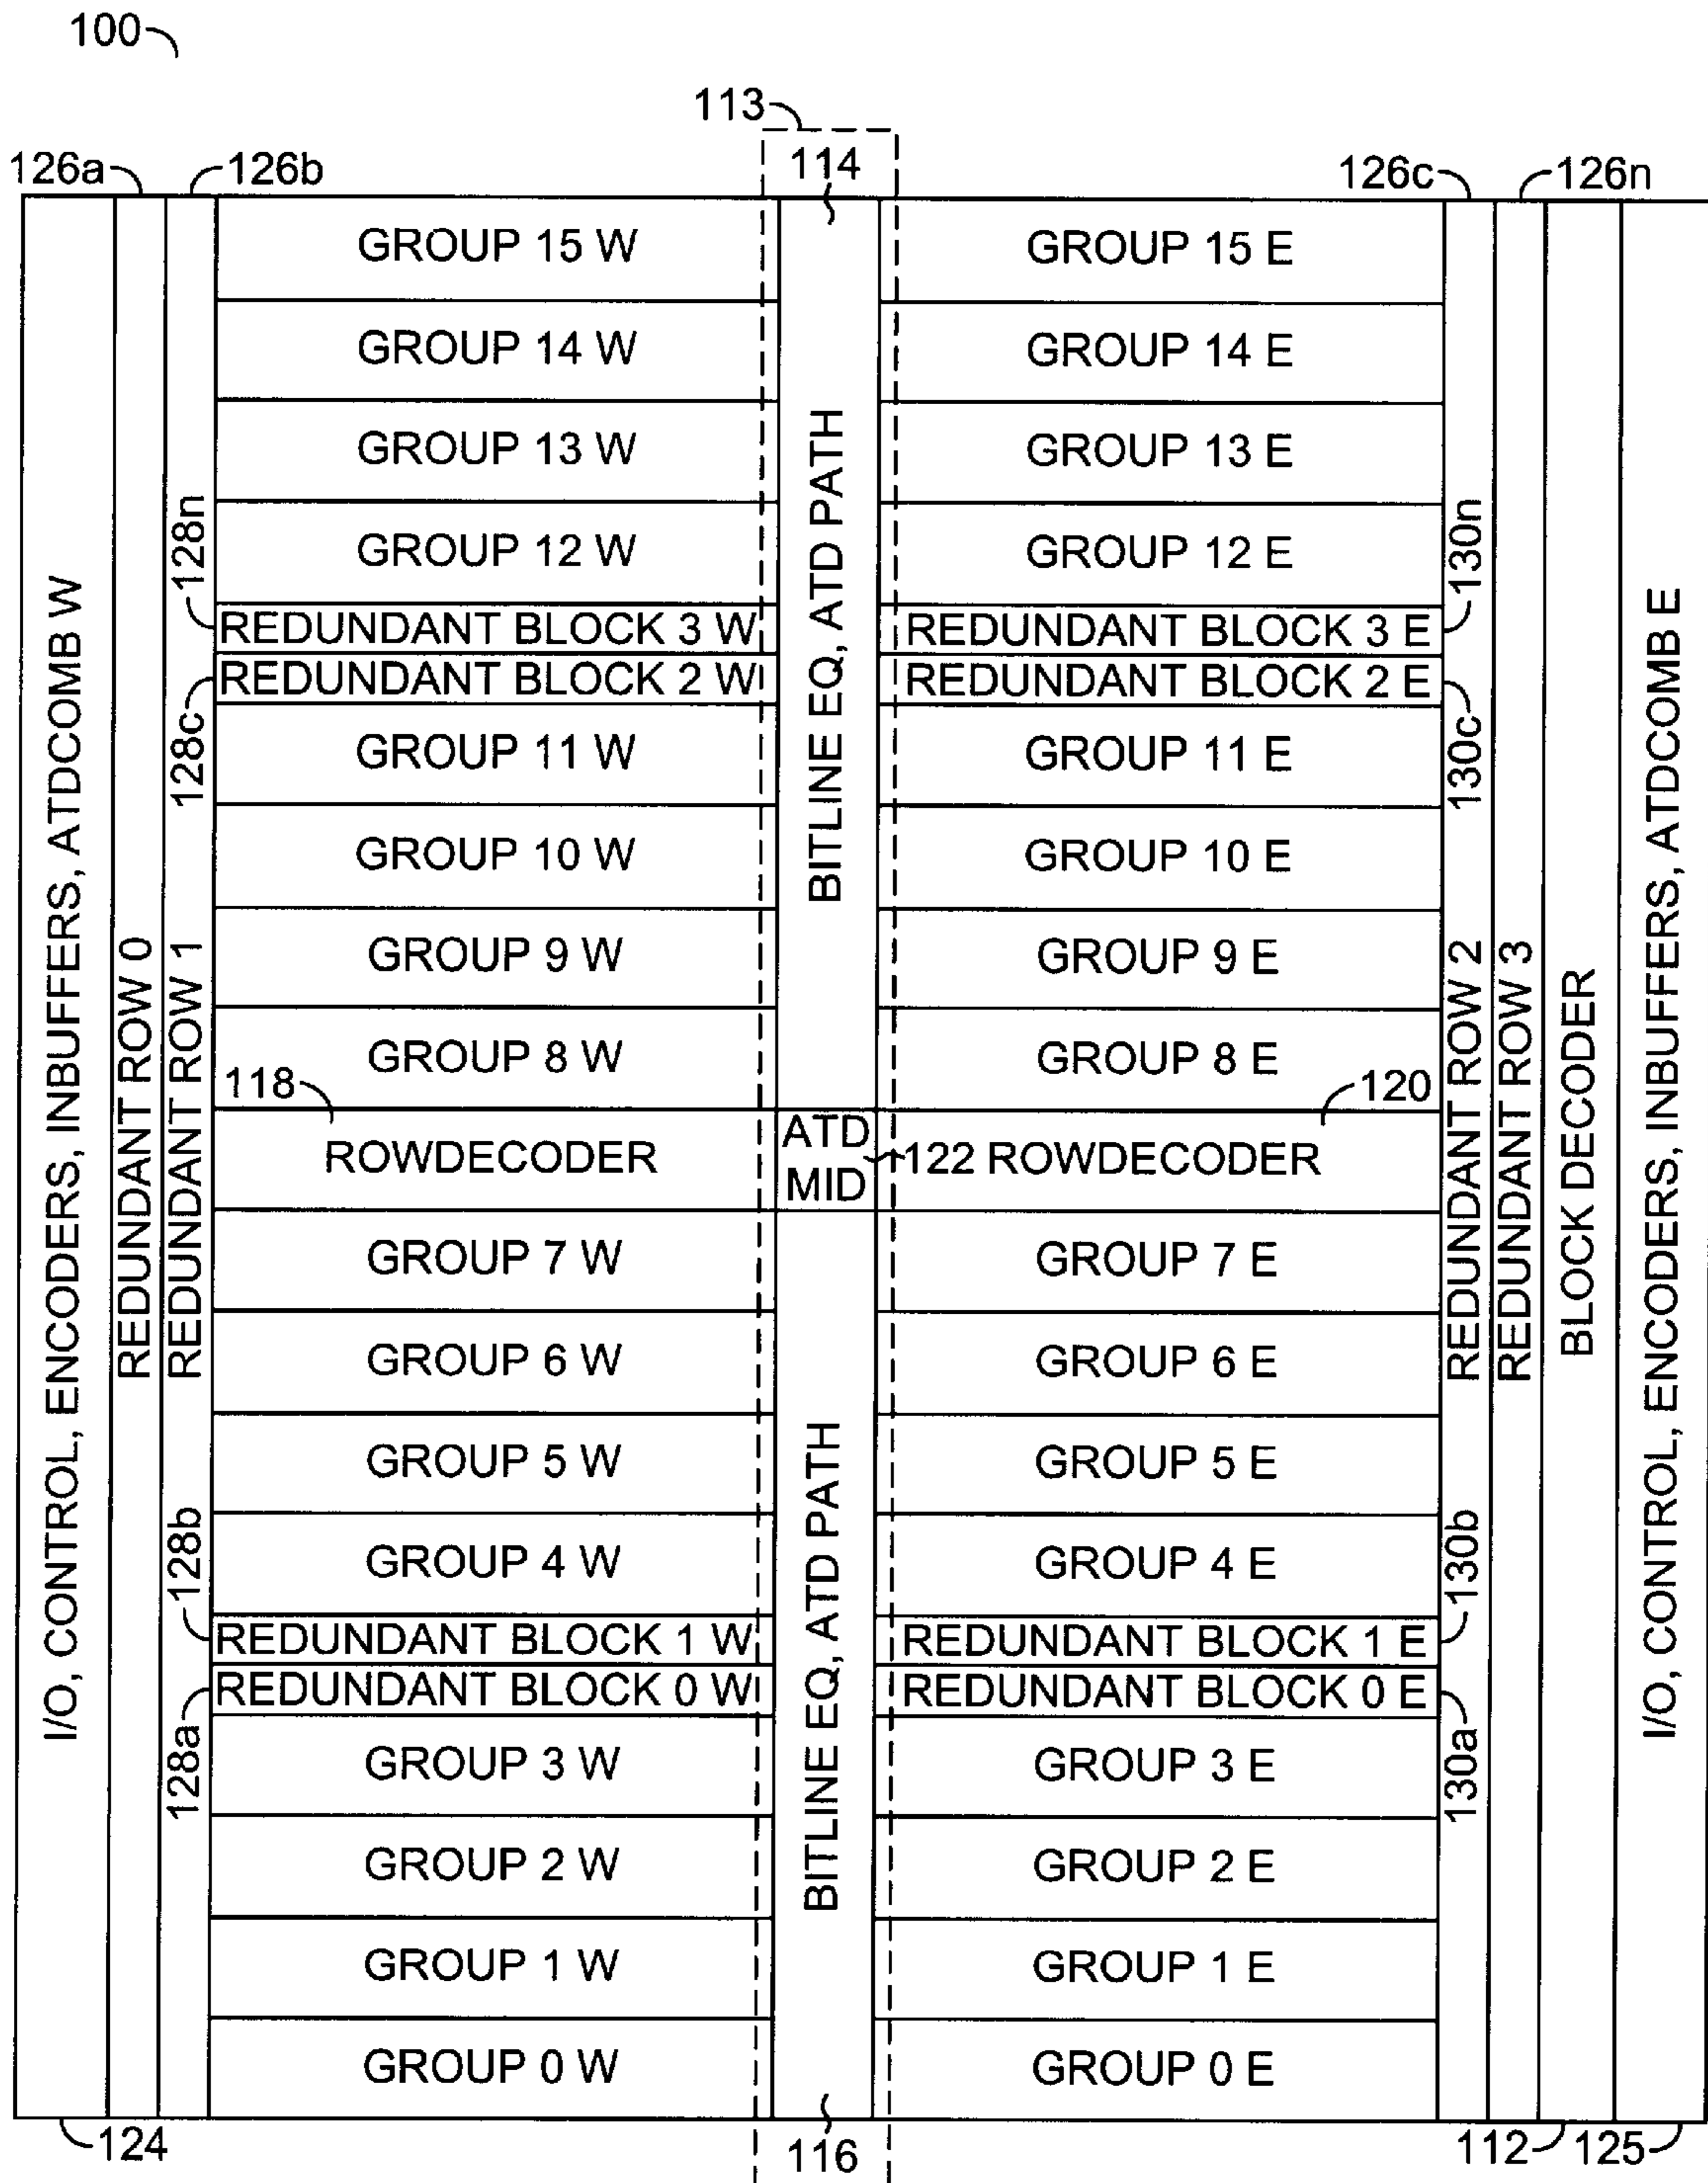 100
113
126a
126b
114
126c
126n
I/O, CONTROL, ENCODERS, INBUFFERS, ATDCOMB W
REDUNDANT ROW 0
REDUNDANT ROW 1
GROUP 15 W
GROUP 14 W
GROUP 13 W
GROUP 12 W
128n
REDUNDANT BLOCK 3 W
REDUNDANT BLOCK 2 W
128c
GROUP 11 W
GROUP 10 W
GROUP 9 W
GROUP 8 W
118
ROWDECODER
GROUP 7 W
GROUP 6 W
GROUP 5 W
GROUP 4 W
128b
REDUNDANT BLOCK 1 W
REDUNDANT BLOCK 0 W
128a
GROUP 3 W
GROUP 2 W
GROUP 1 W
GROUP 0 W
BITLINE EQ, ATD PATH
ATD
MID
122
BITLINE EQ, ATD PATH
GROUP 15 E
GROUP 14 E
GROUP 13 E
GROUP 12 E
130n
REDUNDANT BLOCK 3 E
REDUNDANT BLOCK 2 E
130c
GROUP 11 E
GROUP 10 E
GROUP 9 E
GROUP 8 E
120
ROWDECODER
GROUP 7 E
GROUP 6 E
GROUP 5 E
GROUP 4 E
130b
REDUNDANT BLOCK 1 E
REDUNDANT BLOCK 0 E
130a
GROUP 3 E
GROUP 2 E
GROUP 1 E
GROUP 0 E
REDUNDANT ROW 2
REDUNDANT ROW 3
BLOCK DECODER
I/O, CONTROL, ENCODERS, INBUFFERS, ATDCOMB E
124
116
112
125